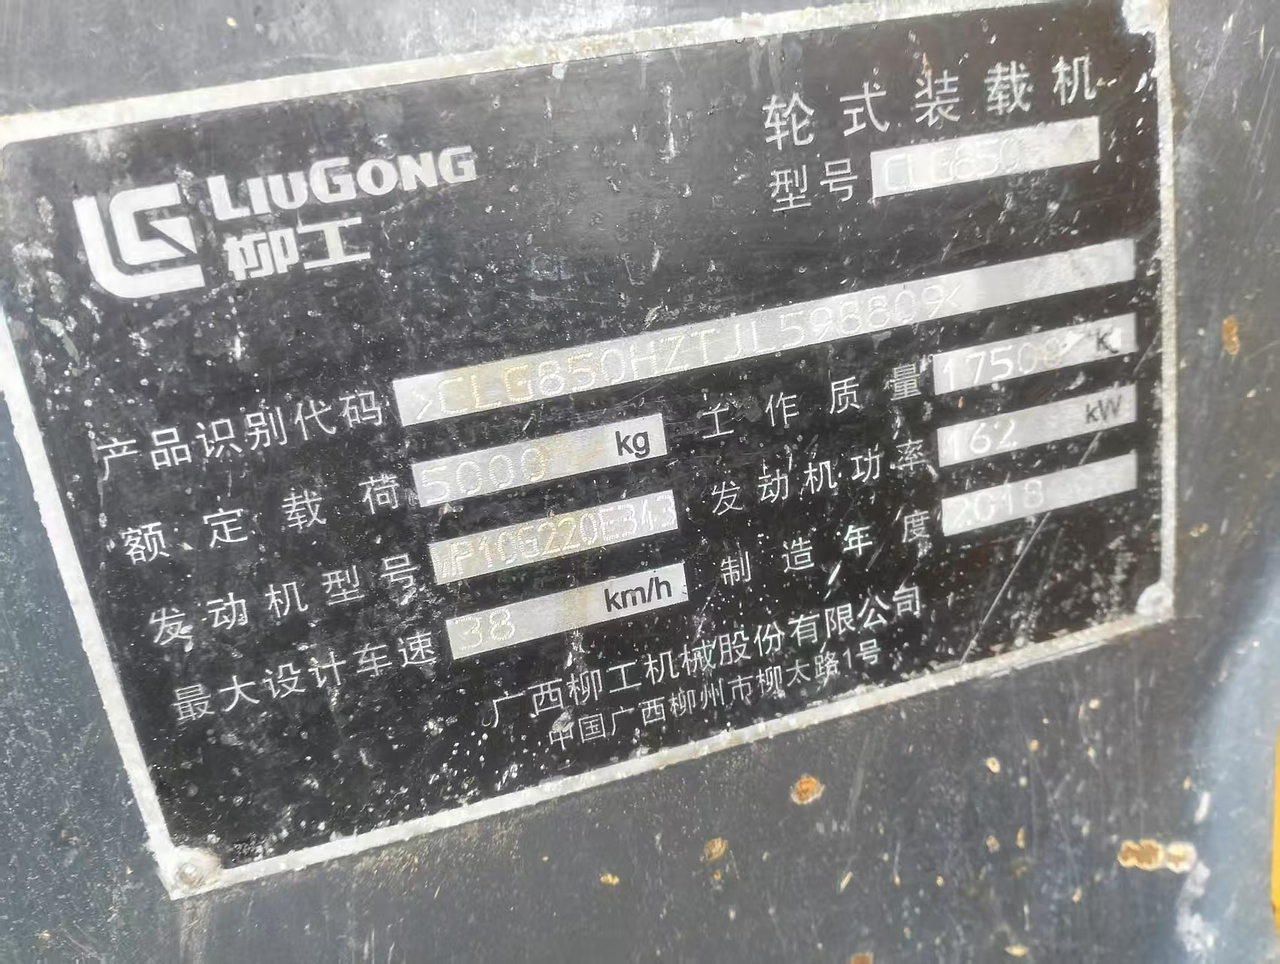 LIUGONG
柳工
轮式装载机
型号 CLG850
产品识别代码 >CLG850HZTJL598809<
额定载荷 5000 kg 工作质量 17500 kg
发动机型号 WP10G220E343 发动机功率 162 kW
最大设计车速 38 km/h 制造年度 2018
广西柳工机械股份有限公司
中国广西柳州市柳太路1号